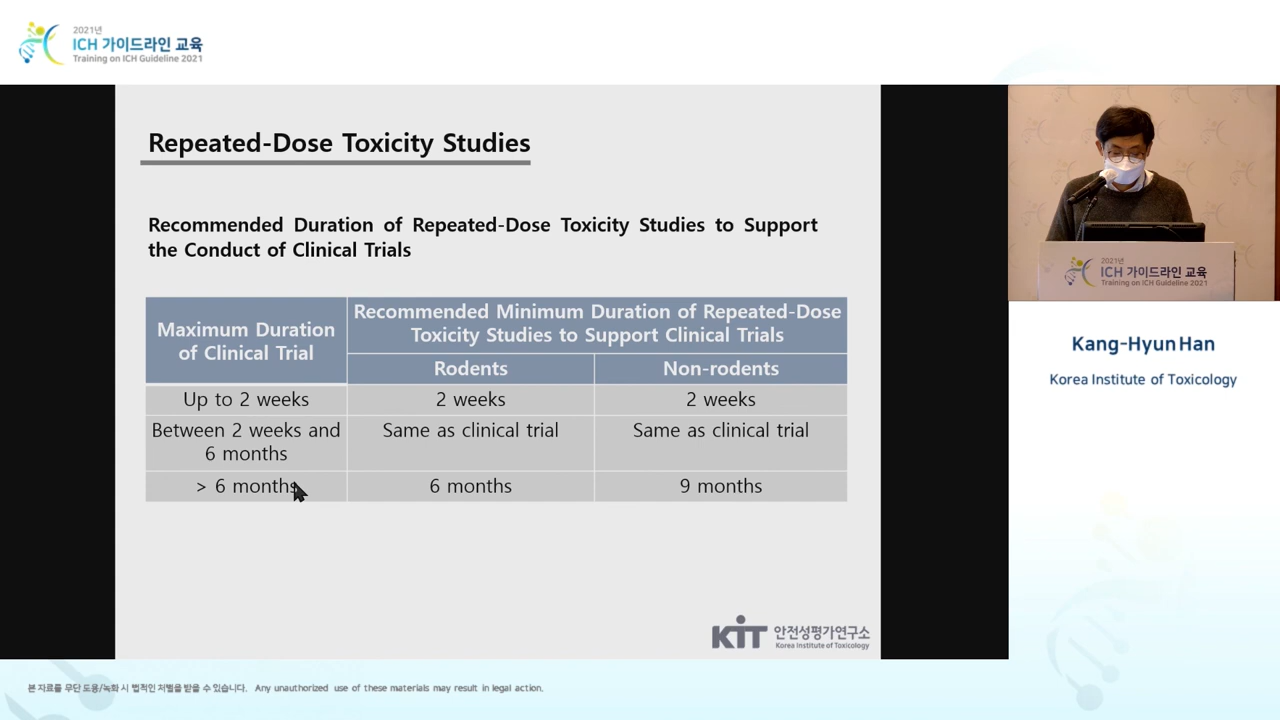 2021년
ICH 가이드라인 교육
Training on ICH Guideline 2021
Repeated-Dose Toxicity Studies
Recommended Duration of Repeated-Dose Toxicity Studies to Support
the Conduct of Clinical Trials
Maximum Duration
of Clinical Trial
Recommended Minimum Duration of Repeated-Dose
Toxicity Studies to Support Clinical Trials
Rodents
Non-rodents
Up to 2 weeks
2 weeks
2 weeks
Between 2 weeks and
6 months
Same as clinical trial
Same as clinical trial
> 6 months
6 months
9 months
KIT 안전성평가연구소
Korea Institute of Toxicology
2021년
ICH 가이드라인 교육
Training on ICH Guideline 2021
Kang-Hyun Han
Korea Institute of Toxicology
본 자료를 무단 도용/녹화 시 법적인 처벌을 받을 수 있습니다. Any unauthorized use of these materials may result in legal action.